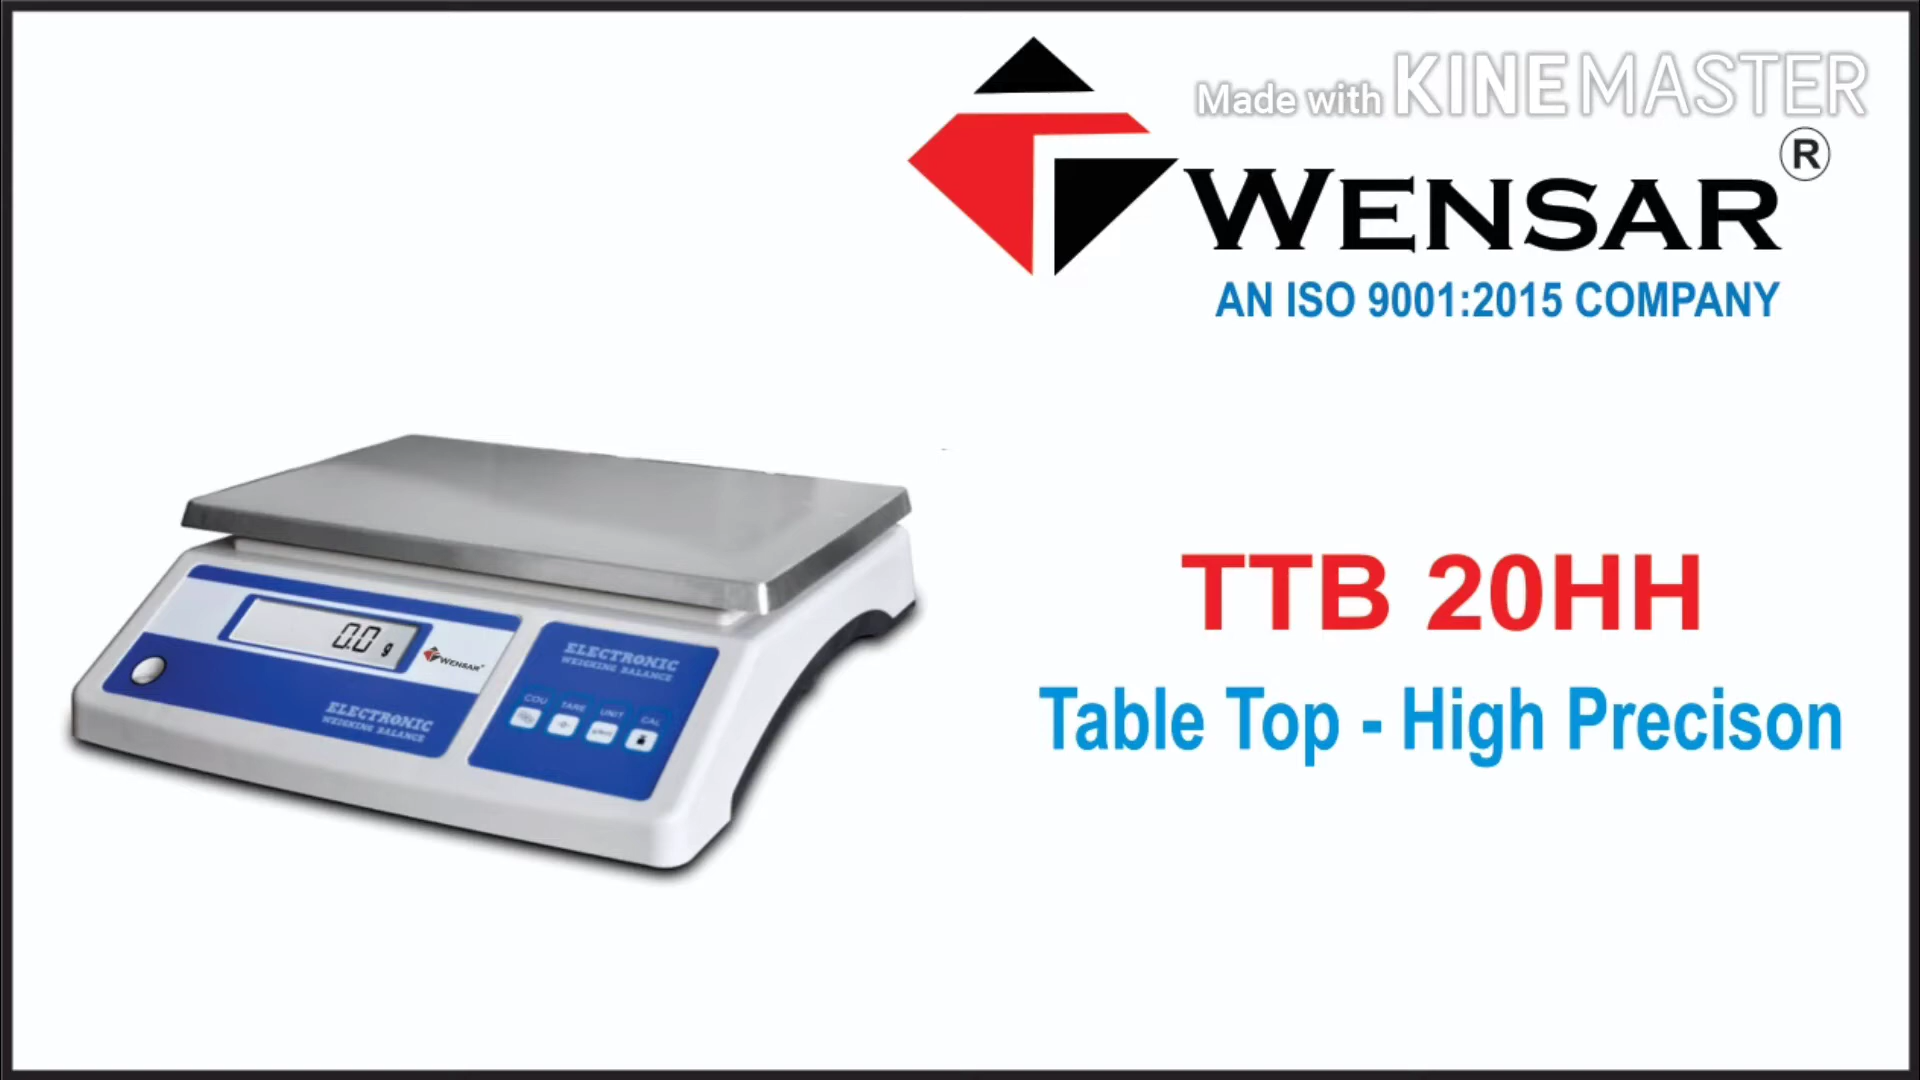 Made with KINEMASTER
WENSAR®
AN ISO 9001:2015 COMPANY
TTB 20HH
Table Top - High Precison
0.0 g
WENSAR
ELECTRONIC
WEIGHING BALANCE
ELECTRONIC
WEIGHING BALANCE
COU TARE UNIT CAL